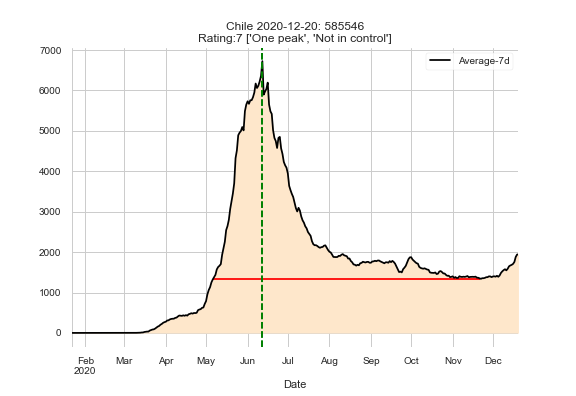 Chile 2020-12-20: 585546
Rating:7 ['One peak', 'Not in control']
Average-7d
7000
6000
5000
4000
3000
2000
1000
0
Feb Mar Apr May Jun Jul Aug Sep Oct Nov Dec
2020
Date